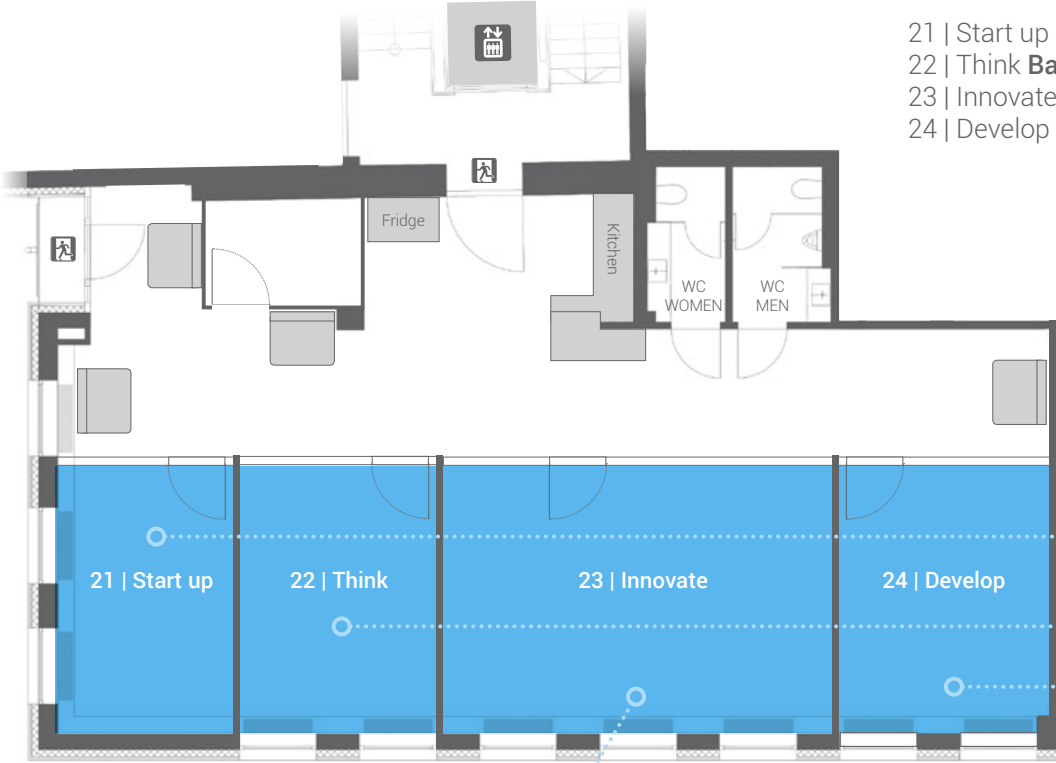 21 | Start up
22 | Think
23 | Innovate
24 | Develop
Fridge
Kitchen
WC
WOMEN
WC
MEN
21 | Start up
22 | Think
23 | Innovate
24 | Develop